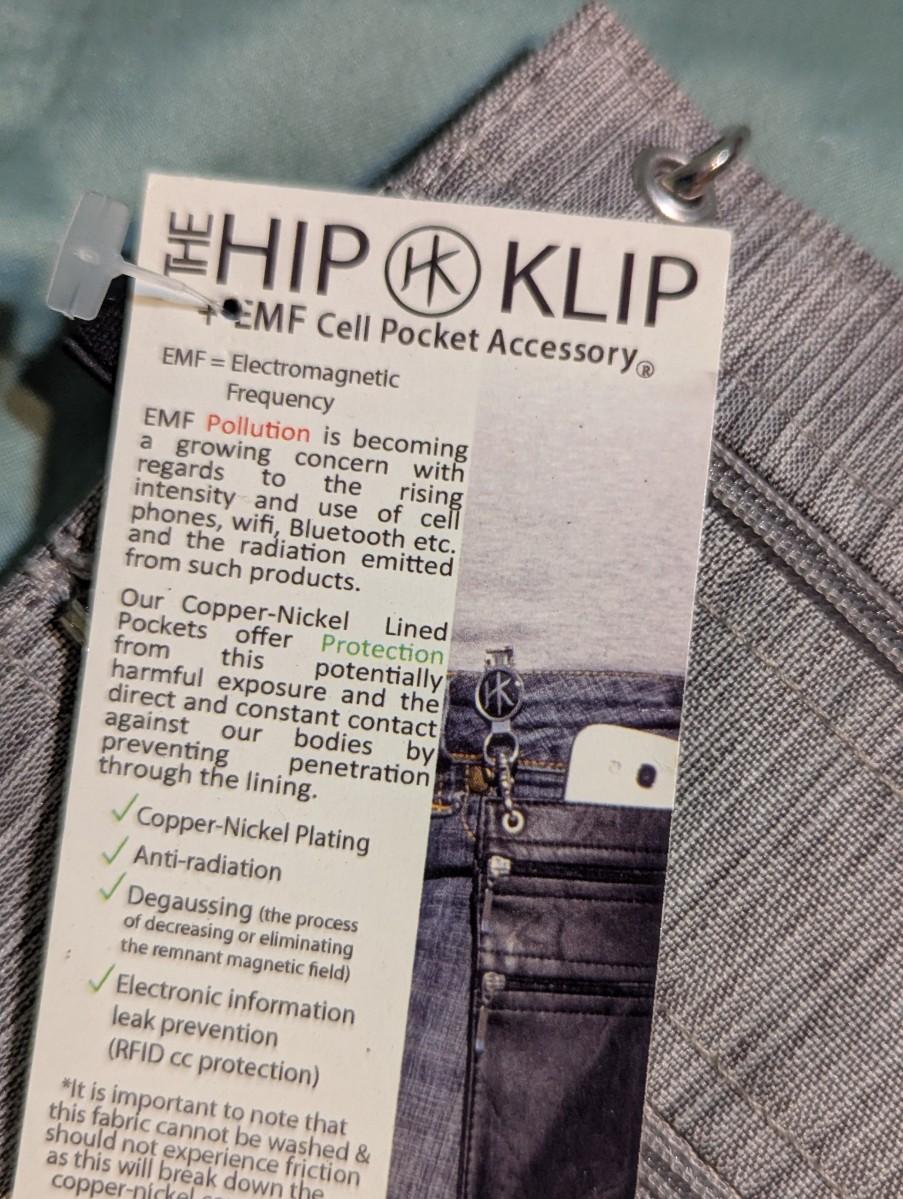 THE HIP HK KLIP
+ EMF Cell Pocket Accessory®
EMF = Electromagnetic
Frequency
EMF Pollution is becoming
a growing concern with
regards to the rising
intensity and use of cell
phones, wifi, Bluetooth etc.
and the radiation emitted
from such products.
Our Copper-Nickel Lined
Pockets offer Protection
from this potentially
harmful exposure and the
direct and constant contact
against our bodies by
preventing penetration
through the lining.
HK
✓ Copper-Nickel Plating
✓ Anti-radiation
✓ Degaussing (the process
of decreasing or eliminating
the remnant magnetic field)
✓ Electronic information
leak prevention
(RFID cc protection)
*It is important to note that
this fabric cannot be washed &
should not experience friction
as this will break down the
copper-nickel